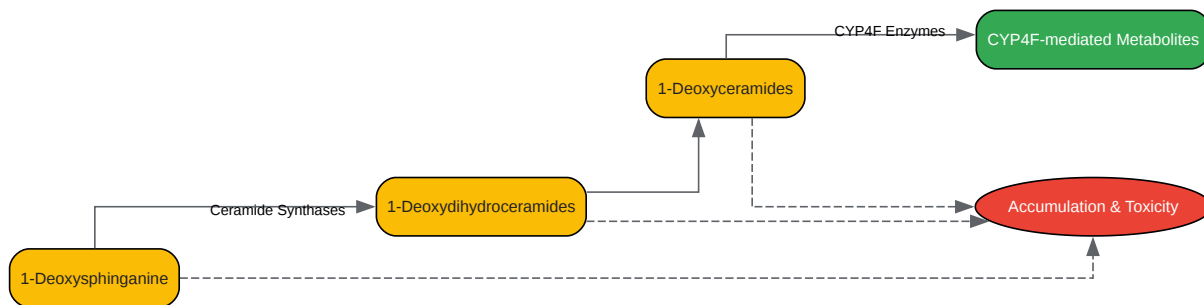 CYP4F Enzymes
CYP4F-mediated Metabolites
1-Deoxyceramides
Ceramide Synthases
1-Deoxydihydroceramides
Accumulation & Toxicity
1-Deoxysphinganine